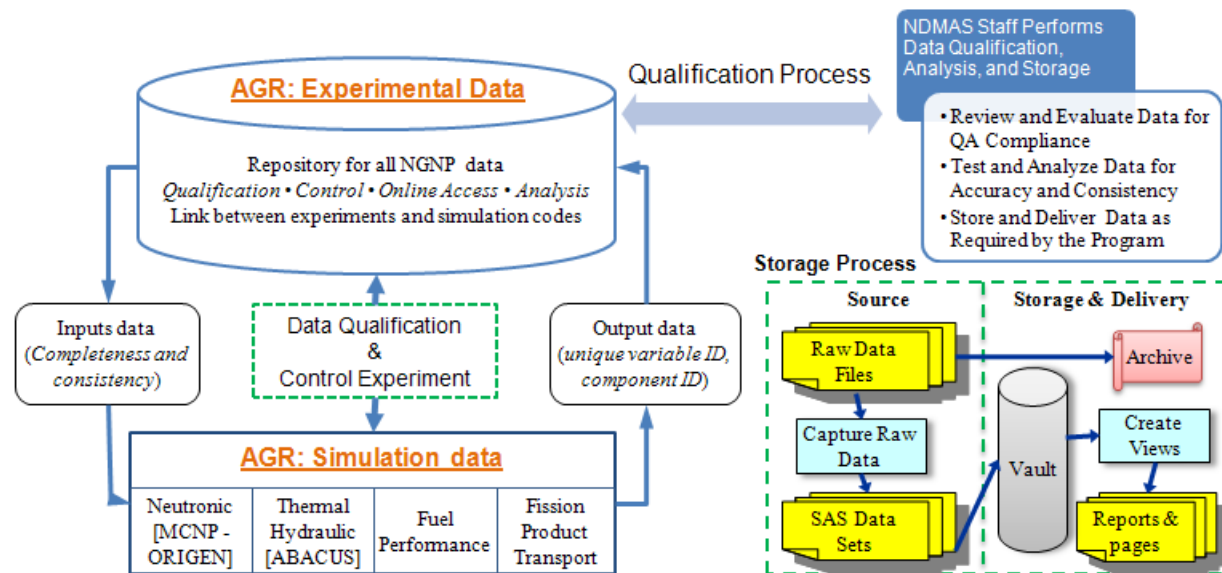 AGR: Experimental Data
Repository for all NGNP data
Qualification • Control • Online Access • Analysis
Link between experiments and simulation codes
Qualification Process
NDMAS Staff Performs
Data Qualification,
Analysis, and Storage
• Review and Evaluate Data for
QA Compliance
• Test and Analyze Data for
Accuracy and Consistency
• Store and Deliver Data as
Required by the Program
Inputs data
(Completeness and
consistency)
Data Qualification
&
Control Experiment
Output data
(unique variable ID,
component ID)
AGR: Simulation data
Neutronic
[MCNP -
ORIGEN]
Thermal
Hydraulic
[ABACUS]
Fuel
Performance
Fission
Product
Transport
Storage Process
Source
Raw Data
Files
Capture Raw
Data
SAS Data
Sets
Storage & Delivery
Archive
Vault
Create
Views
Reports &
pages